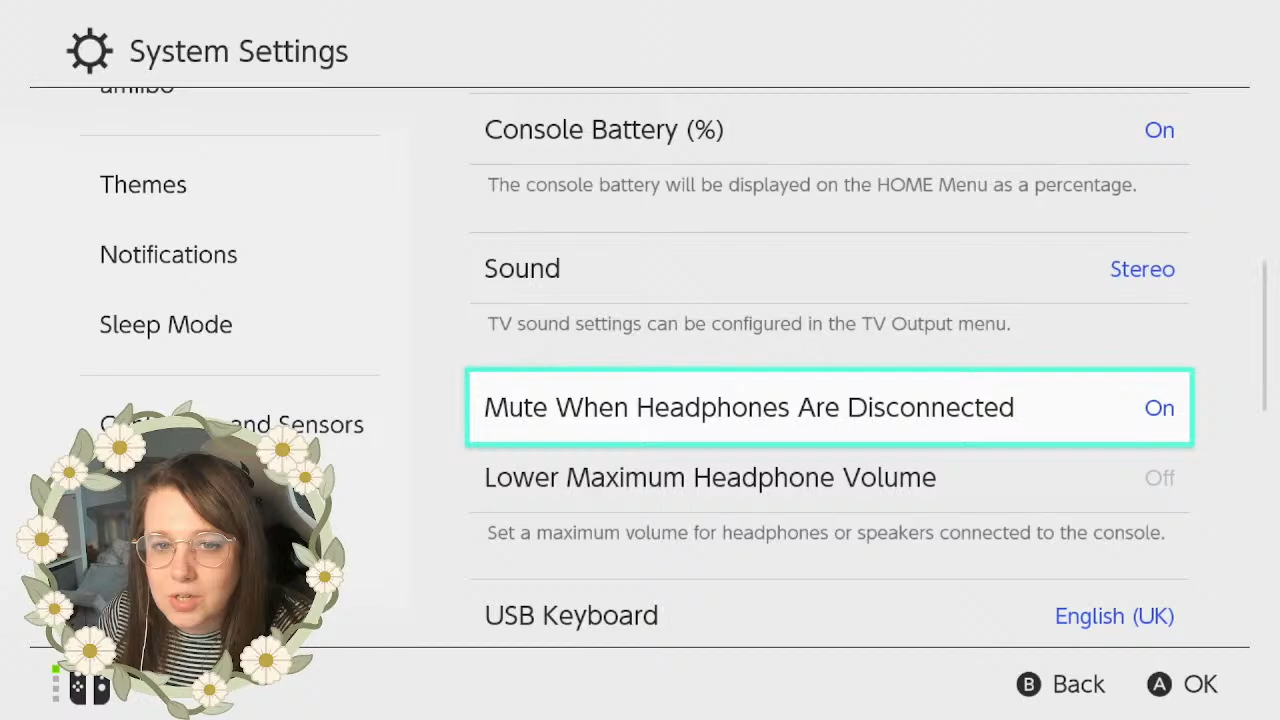 System Settings
amiibo
Themes
Notifications
Sleep Mode
and Sensors
Console Battery (%) On
The console battery will be displayed on the HOME Menu as a percentage.
Sound Stereo
TV sound settings can be configured in the TV Output menu.
Mute When Headphones Are Disconnected On
Lower Maximum Headphone Volume Off
Set a maximum volume for headphones or speakers connected to the console.
USB Keyboard English (UK)
B Back A OK